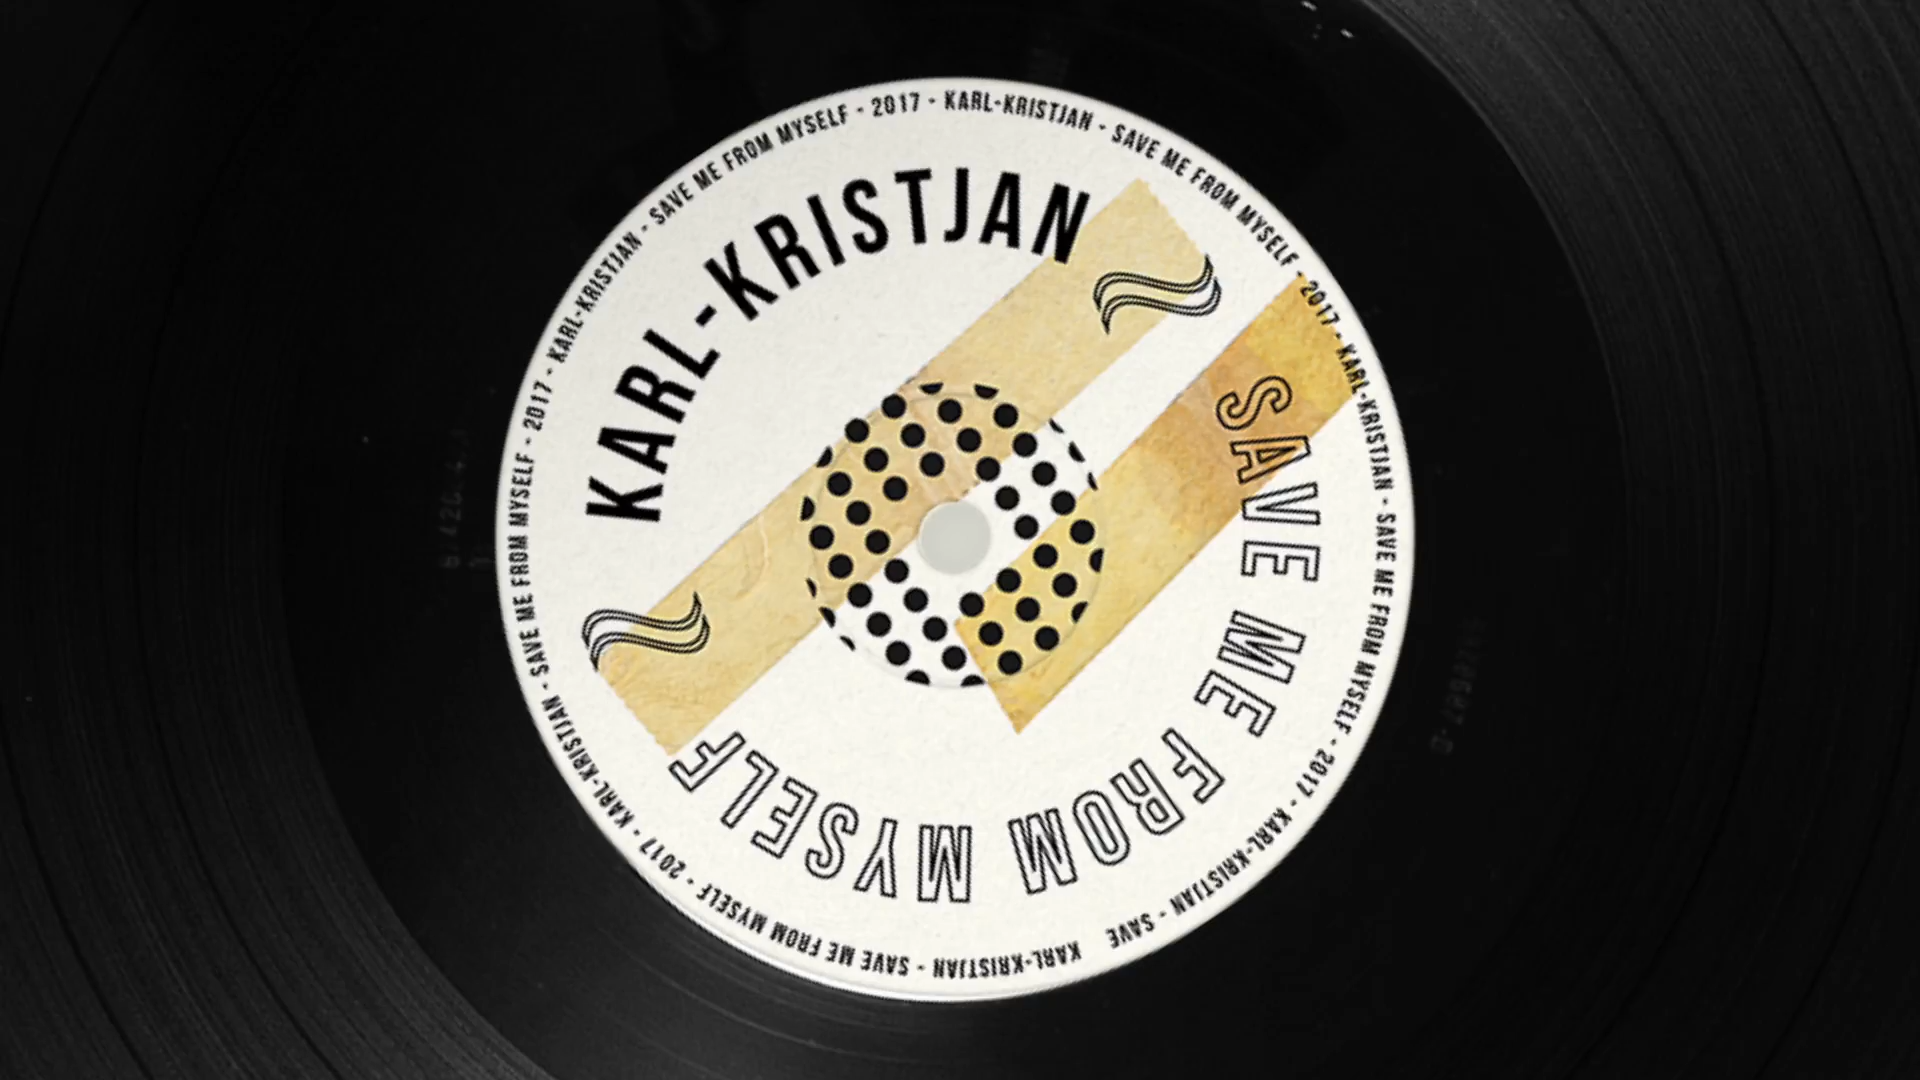 KARL-KRISTJAN
SAVE ME FROM MYSELF
KARL-KRISTJAN - SAVE ME FROM MYSELF - 2017 - KARL-KRISTJAN - SAVE ME FROM MYSELF - 2017 - KARL-KRISTJAN - SAVE ME FROM MYSELF - 2017 - KARL-KRISTJAN - SAVE ME FROM MYSELF - 2017 - KARL-KRISTJAN - SAVE ME FROM MYSELF - 2017 - KARL-KRISTJAN - SAVE